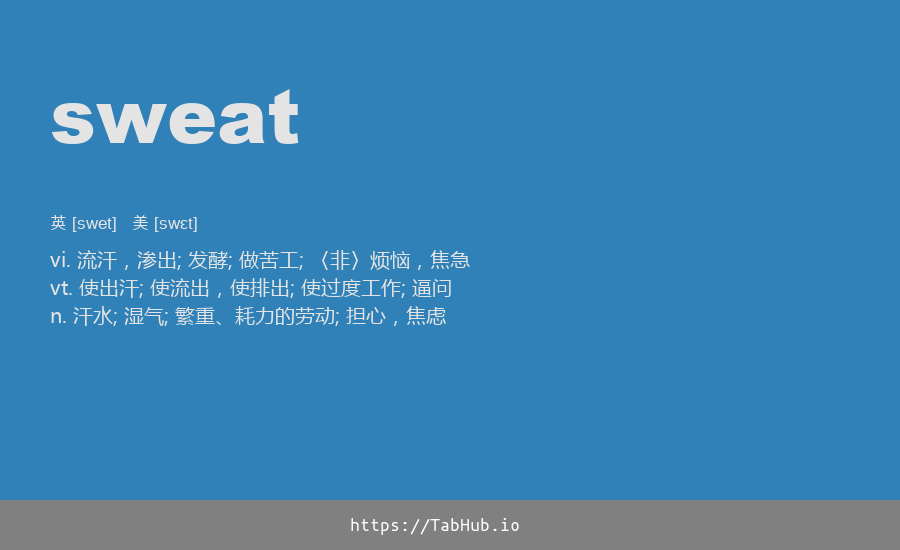 sweat
英 [swet] 美 [swɛt]
vi. 流汗，渗出; 发酵; 做苦工; 〈非〉烦恼，焦急
vt. 使出汗; 使流出，使排出; 使过度工作; 逼问
n. 汗水; 湿气; 繁重、耗力的劳动; 担心，焦虑
https://TabHub.io